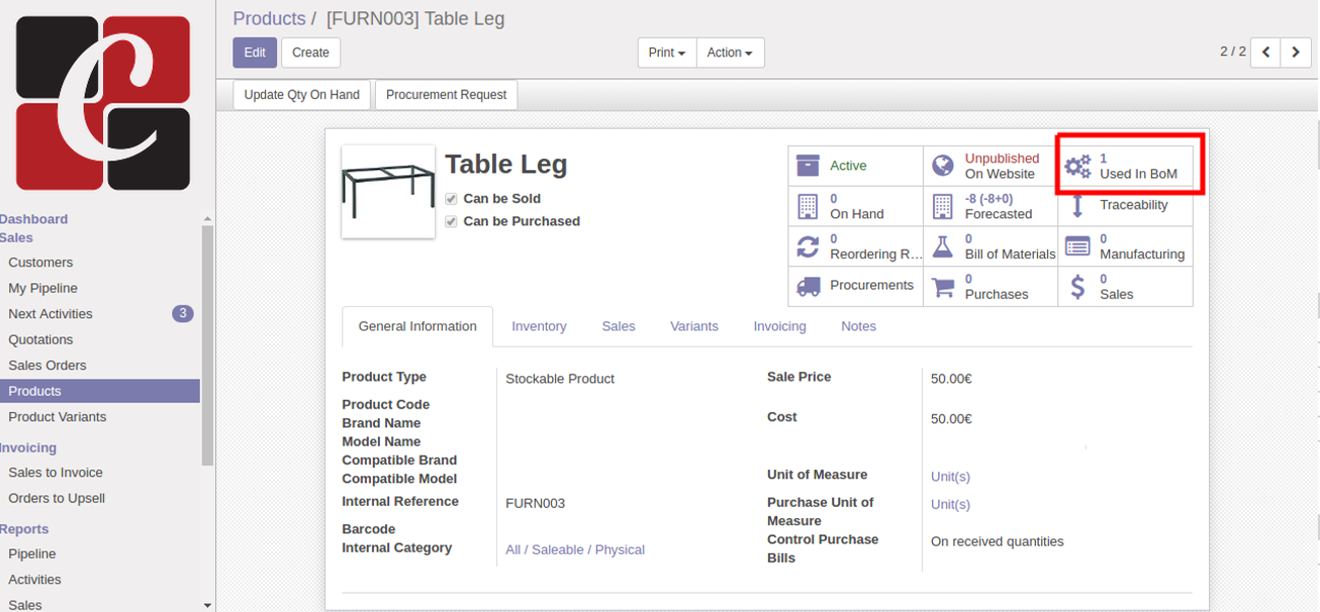 C
Products / [FURN003] Table Leg
Edit Create Print Action 2 / 2
Update Qty On Hand Procurement Request
Dashboard
Sales
Customers
My Pipeline
Next Activities 3
Quotations
Sales Orders
Products
Product Variants
Invoicing
Sales to Invoice
Orders to Upsell
Reports
Pipeline
Activities
Sales
Table Leg
Can be Sold
Can be Purchased
Active
Unpublished
On Website
1
Used In BoM
0
On Hand
-8 (-8+0)
Forecasted
Traceability
0
Reordering R...
0
Bill of Materials
0
Manufacturing
Procurements
0
Purchases
0
Sales
General Information Inventory Sales Variants Invoicing Notes
Product Type Stockable Product
Product Code
Brand Name
Model Name
Compatible Brand
Compatible Model
Internal Reference FURN003
Barcode
Internal Category All / Saleable / Physical
Sale Price 50.00€
Cost 50.00€
Unit of Measure Unit(s)
Purchase Unit of Unit(s)
Measure
Control Purchase On received quantities
Bills